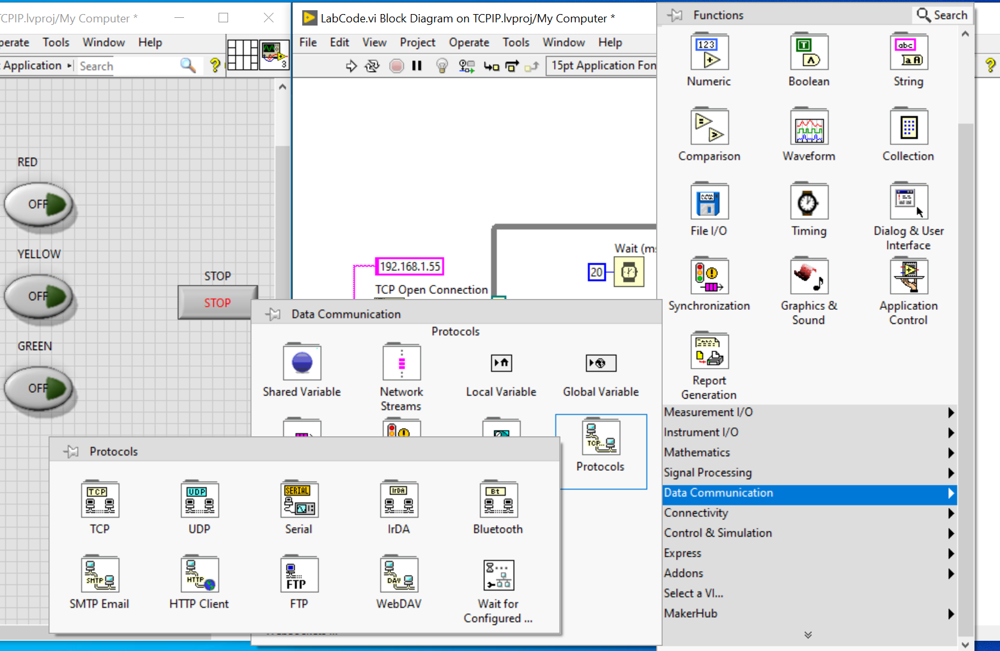 TCPIP.lvproj/My Computer *
perate Tools Window Help
Application
Search
3
RED
OFF
YELLOW
OFF
STOP
STOP
GREEN
OFF
LabCode.vi Block Diagram on TCPIP.lvproj/My Computer *
File Edit View Project Operate Tools Window Help
15pt Application Fon
192.168.1.55
TCP Open Connection
Wait (ms
20
Functions
Search
123
abc
Numeric
Boolean
String
Comparison
Waveform
Collection
File I/O
Timing
Dialog & User
Interface
Synchronization
Graphics &
Sound
Application
Control
Report
Generation
Measurement I/O
Instrument I/O
Mathematics
Signal Processing
Data Communication
Connectivity
Control & Simulation
Express
Addons
Select a VI...
MakerHub
Data Communication
Protocols
Shared Variable
Network
Streams
Local Variable
Global Variable
TCP...
Protocols
Protocols
TCP
UDP
SERIAL
IrDA
Bt
TCP
UDP
Serial
IrDA
Bluetooth
SMTP
HTTP
FTP
DAV
SMTP Email
HTTP Client
FTP
WebDAV
Wait for
Configured ...